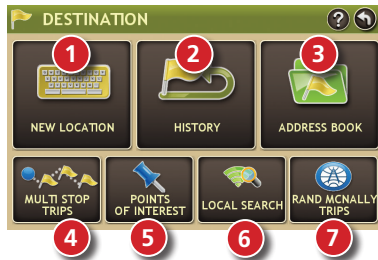 DESTINATION
?
1
2
3
NEW LOCATION
HISTORY
ADDRESS BOOK
MULTI STOP
TRIPS
POINTS
OF INTEREST
LOCAL SEARCH
RAND MCNALLY
TRIPS
4
5
6
7